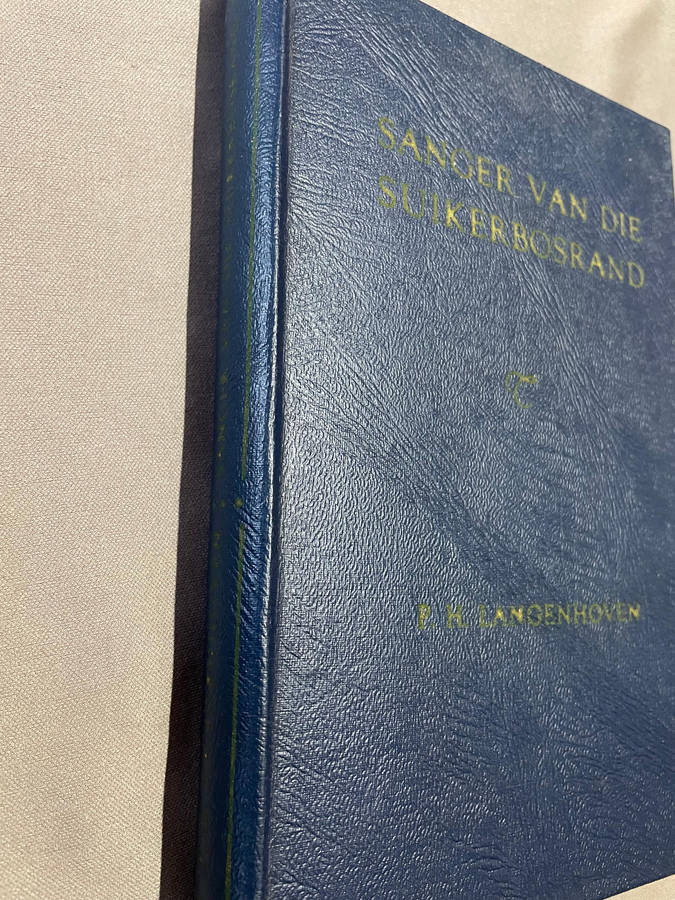 SANGER VAN DIE
SUIKERBOSRAND
P. H. LANGENHOVEN